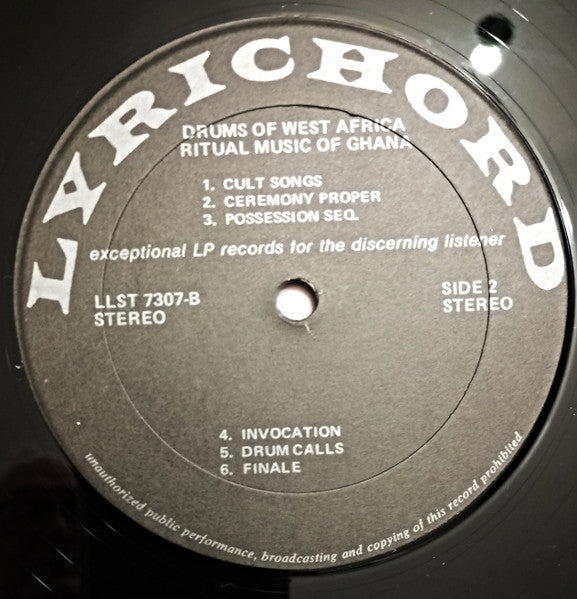 LYRICHORD
DRUMS OF WEST AFRICA
RITUAL MUSIC OF GHANA
1. CULT SONGS
2. CEREMONY PROPER
3. POSSESSION SEQ.
exceptional LP records for the discerning listener
LLST 7307-B
STEREO
SIDE 2
STEREO
4. INVOCATION
5. DRUM CALLS
6. FINALE
unauthorized public performance, broadcasting and copying of this record prohibited